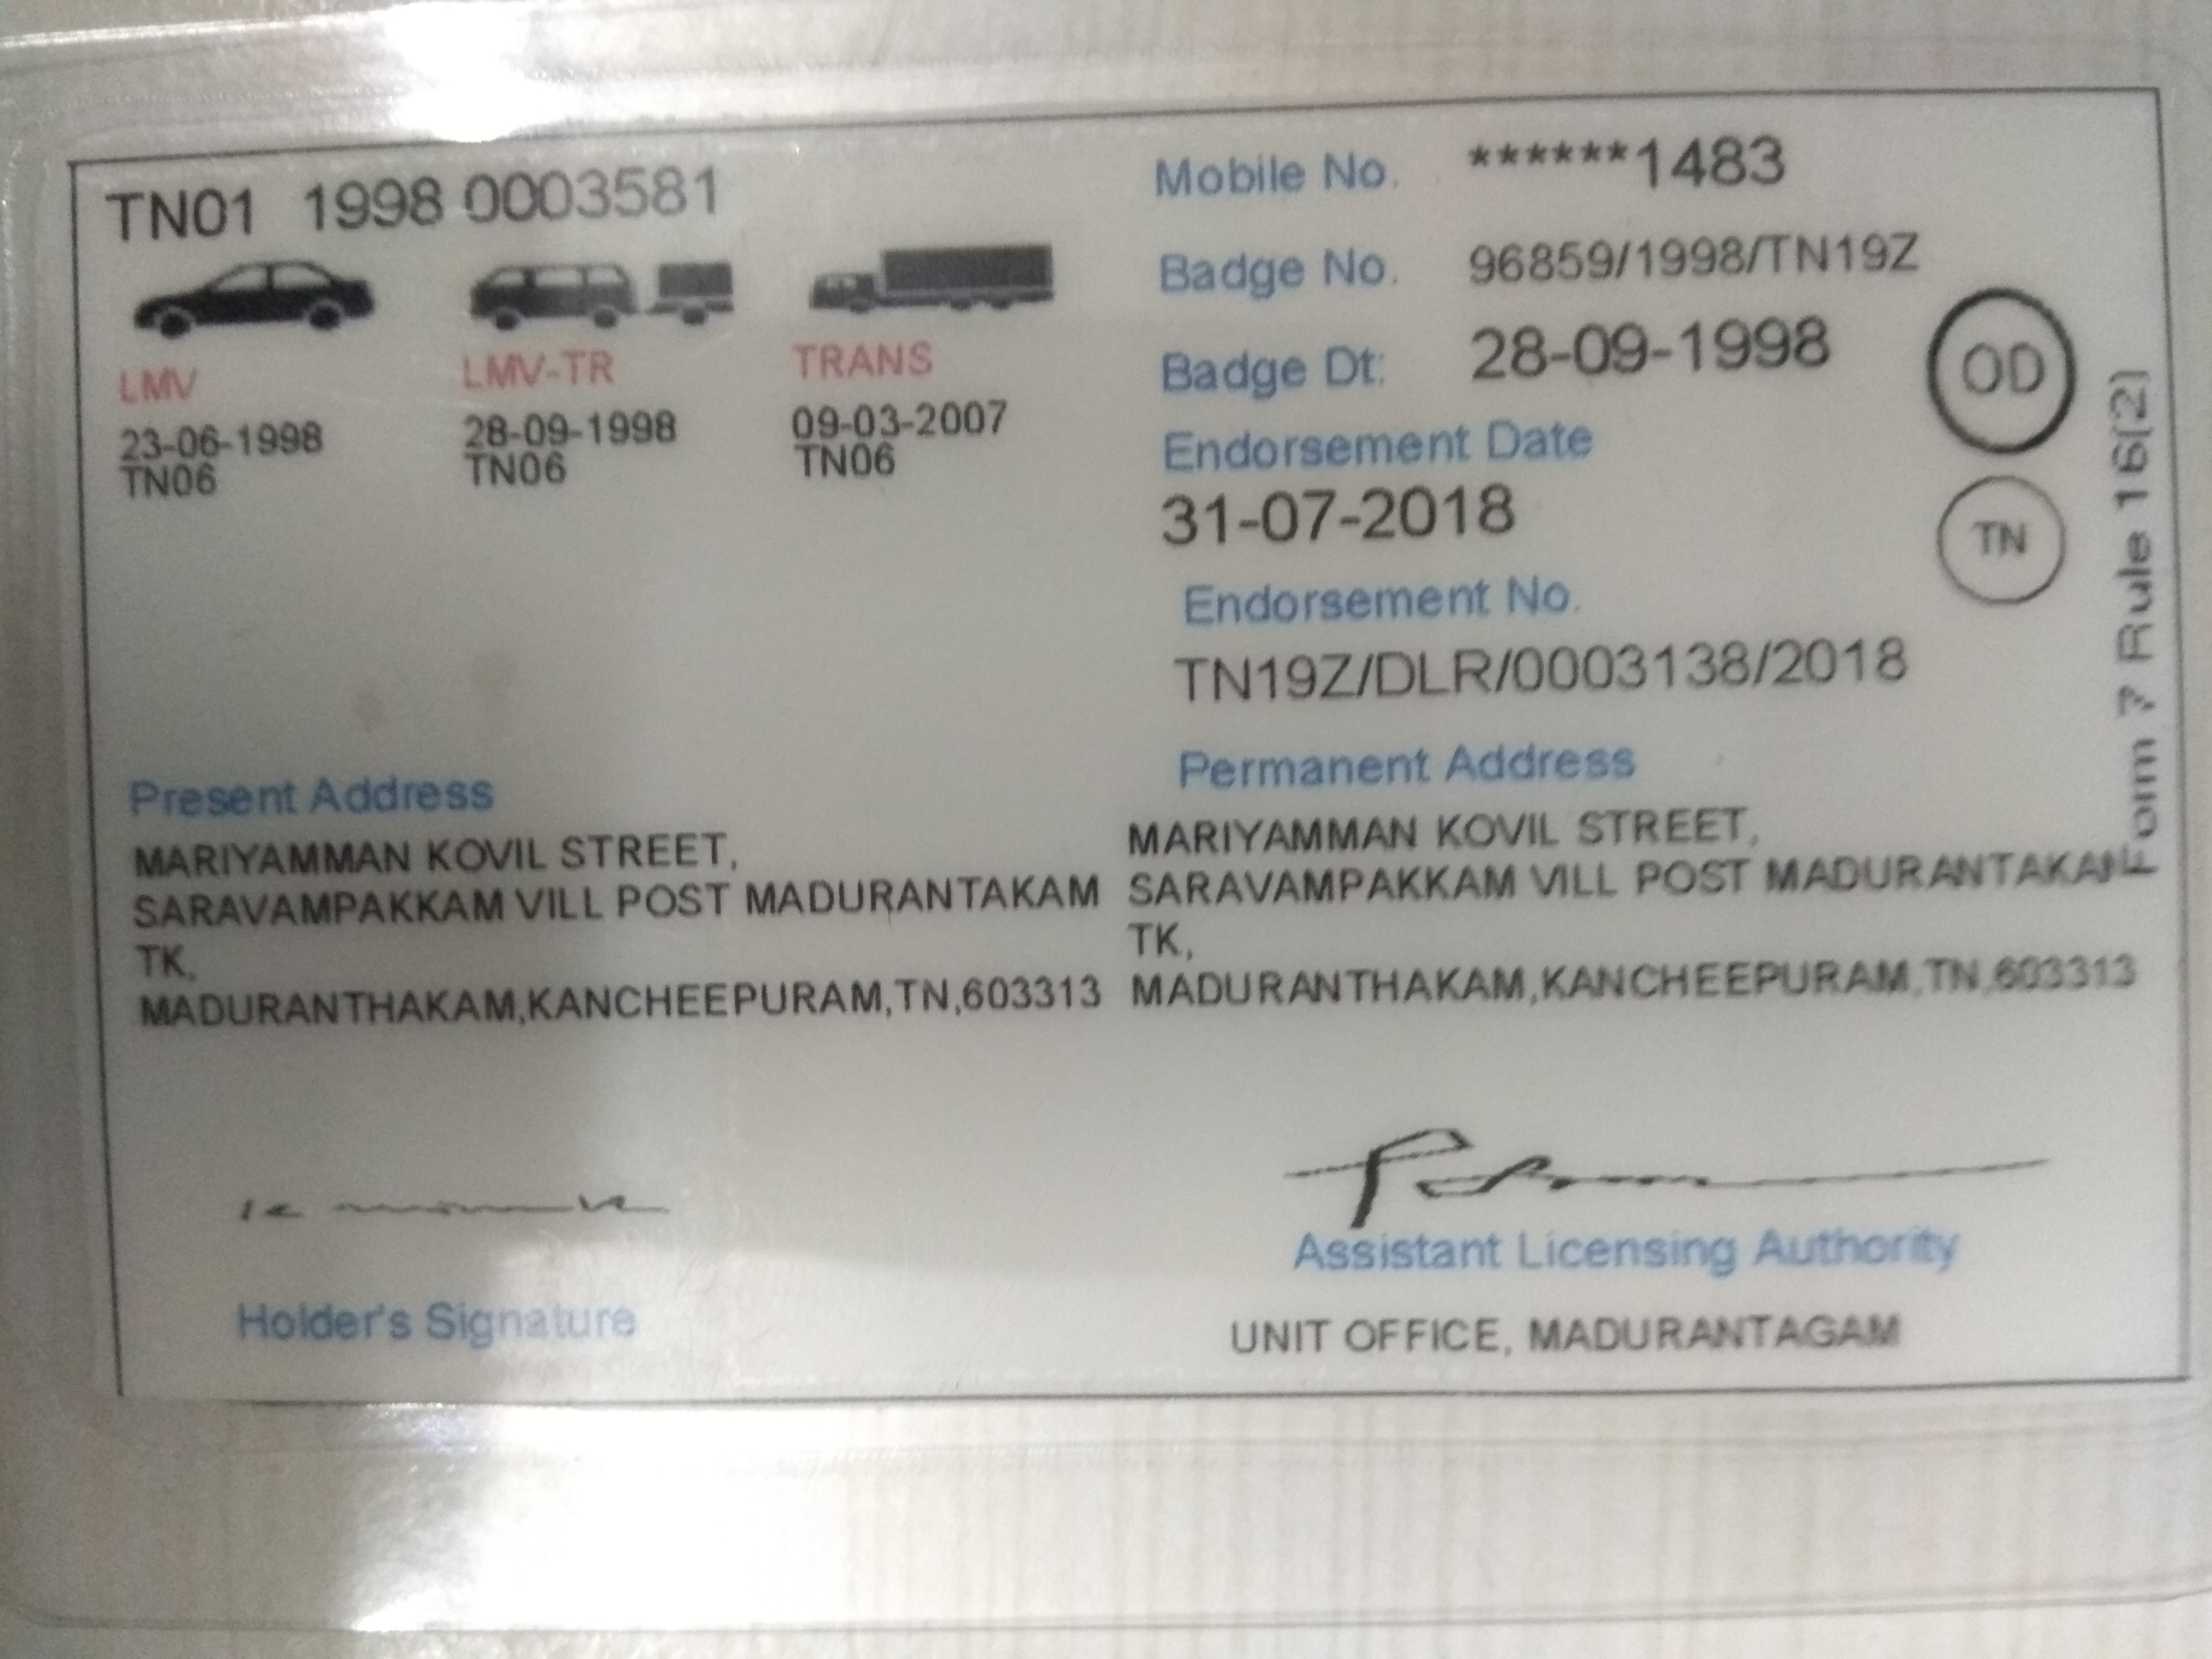 TN01 1998 0003581
LMV
23-06-1998
TN06
LMV-TR
28-09-1998
TN06
TRANS
09-03-2007
TN06
Mobile No. ******1483
Badge No. 96859/1998/TN19Z
Badge Dt: 28-09-1998
Endorsement Date
31-07-2018
Endorsement No.
TN19Z/DLR/0003138/2018
OD
TN
Form 7 Rule 16(2)
Present Address
MARIYAMMAN KOVIL STREET,
SARAVAMPAKKAM VILL POST MADURANTAKAM
TK,
MADURANTHAKAM,KANCHEEPURAM,TN,603313
Permanent Address
MARIYAMMAN KOVIL STREET,
SARAVAMPAKKAM VILL POST MADURANTAKAM
TK,
MADURANTHAKAM,KANCHEEPURAM,TN,603313
Holder's Signature
Assistant Licensing Authority
UNIT OFFICE, MADURANTAGAM